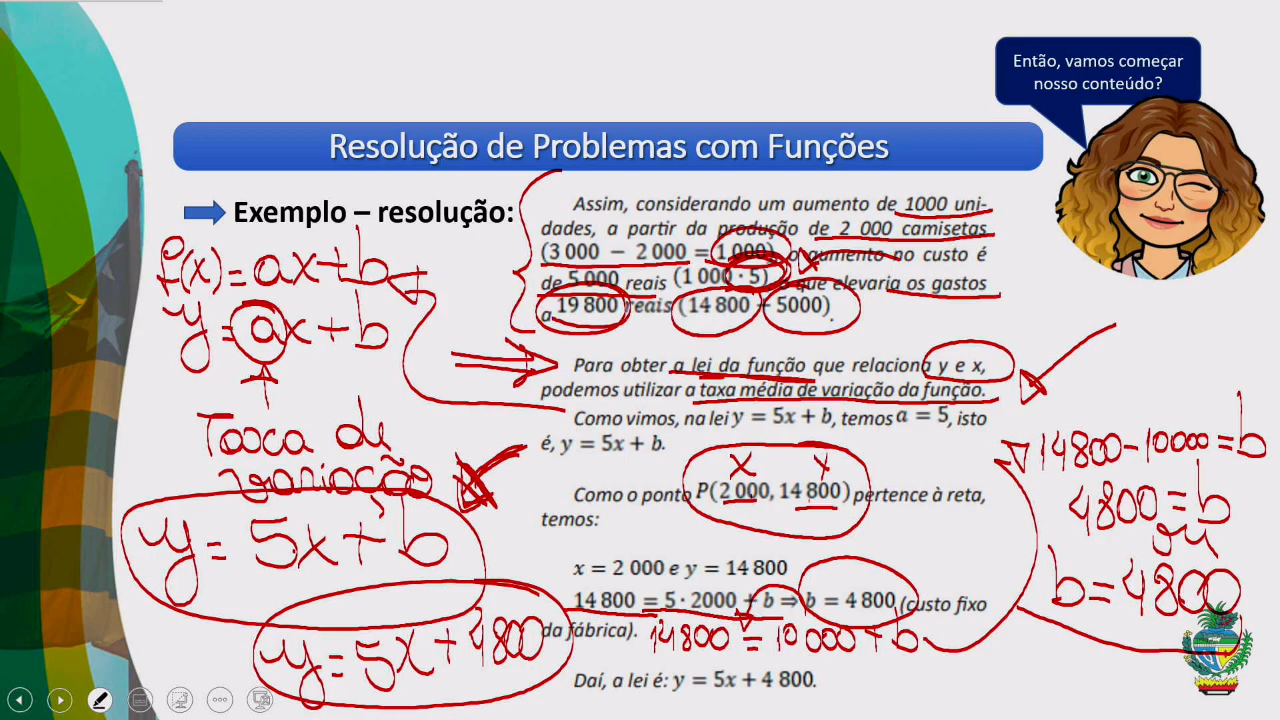 Então, vamos começar
nosso conteúdo?
Resolução de Problemas com Funções
Exemplo – resolução:
Assim, considerando um aumento de 1000 uni-
dades, a partir da produção de 2 000 camisetas
(3 000 − 2 000 = 1 000), o aumento no custo é
de 5 000 reais (1 000 · 5) o que elevaria os gastos
a 19 800 reais (14 800 + 5000).
Para obter a lei da função que relaciona y e x,
podemos utilizar a taxa média de variação da função.
Como vimos, na lei y = 5x + b, temos a = 5, isto
é, y = 5x + b.
x y
Como o ponto P(2 000, 14 800) pertence à reta,
temos:
x = 2 000 e y = 14 800
14 800 = 5 · 2000 + b ⇒ b = 4 800 (custo fixo
da fábrica).
14800 = 10000 + b
Daí, a lei é: y = 5x + 4 800.
f(x) = ax + b
y = ax + b
Taxa de
variação
y = 5x + b
y = 5x + 4800
14800 - 10000 = b
4800 = b
ou
b = 4800